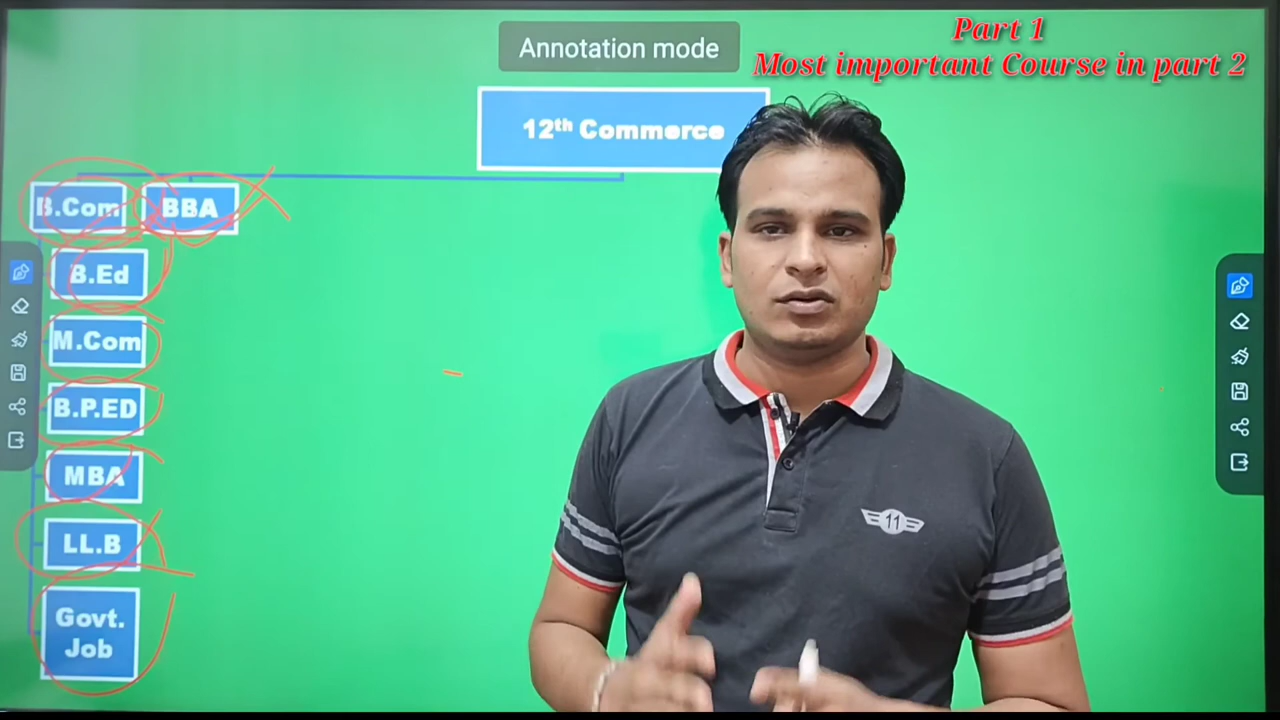 Part 1
Most important Course in part 2
Annotation mode
12th Commerce
B.Com
BBA
B.Ed
M.Com
B.P.ED
MBA
LL.B
Govt.
Job
11